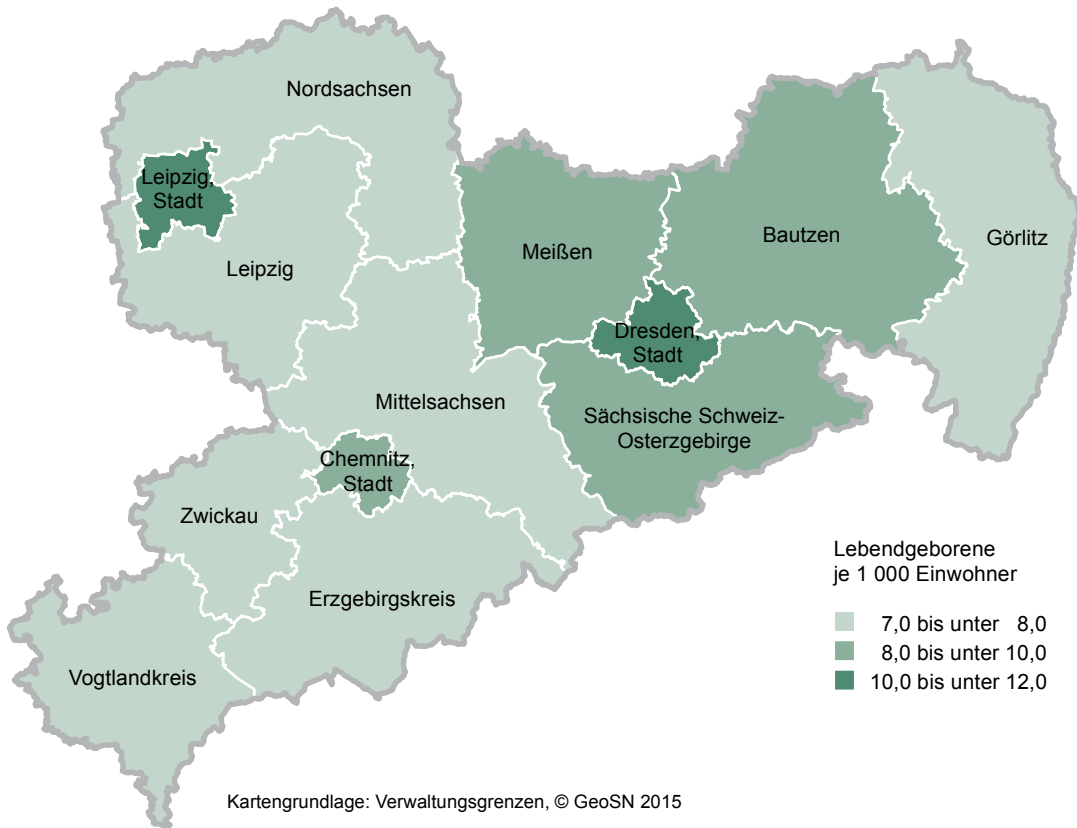 Nordsachsen
Leipzig,
Stadt
Leipzig
Meißen
Bautzen
Görlitz
Dresden,
Stadt
Mittelsachsen
Sächsische Schweiz-
Osterzgebirge
Chemnitz,
Stadt
Zwickau
Erzgebirgskreis
Vogtlandkreis
Lebendgeborene
je 1 000 Einwohner
7,0 bis unter 8,0
8,0 bis unter 10,0
10,0 bis unter 12,0
Kartengrundlage: Verwaltungsgrenzen, © GeoSN 2015